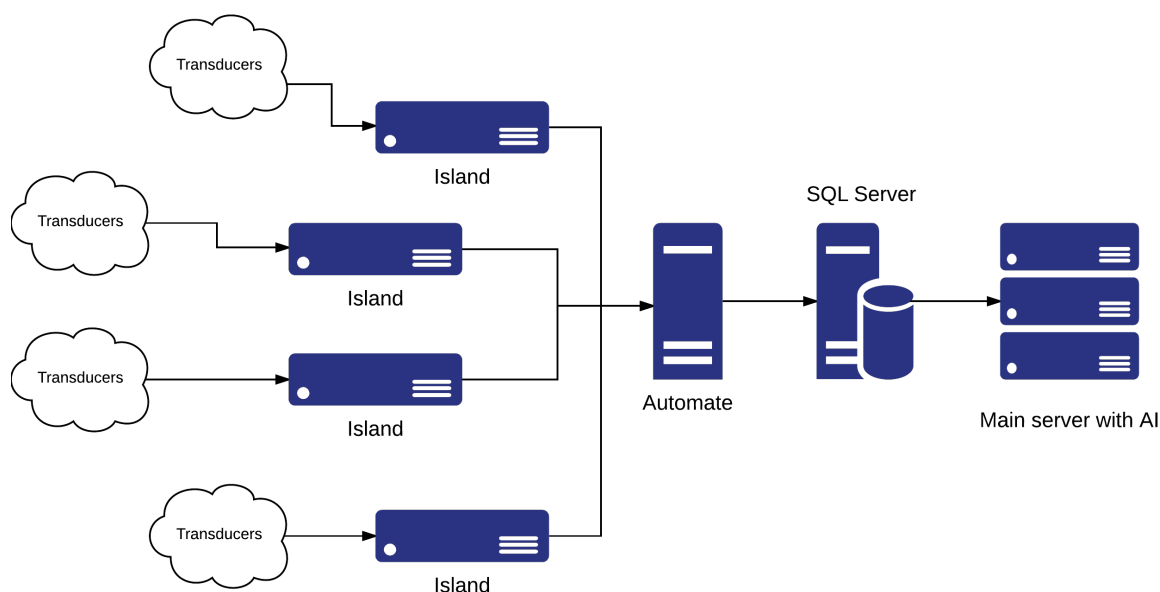 Transducers
Island
Transducers
Island
Transducers
Island
Transducers
Island
Automate
SQL Server
Main server with AI